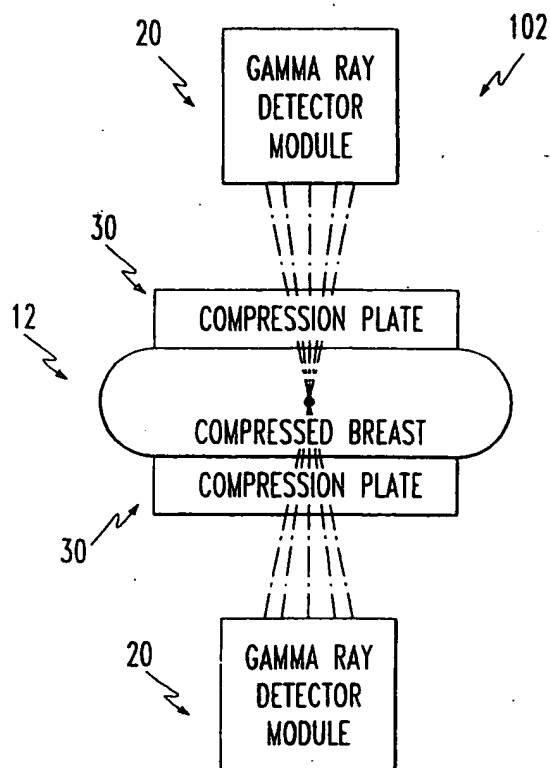 20
102
GAMMA RAY
DETECTOR
MODULE
30
COMPRESSION PLATE
12
COMPRESSED BREAST
COMPRESSION PLATE
30
20
GAMMA RAY
DETECTOR
MODULE